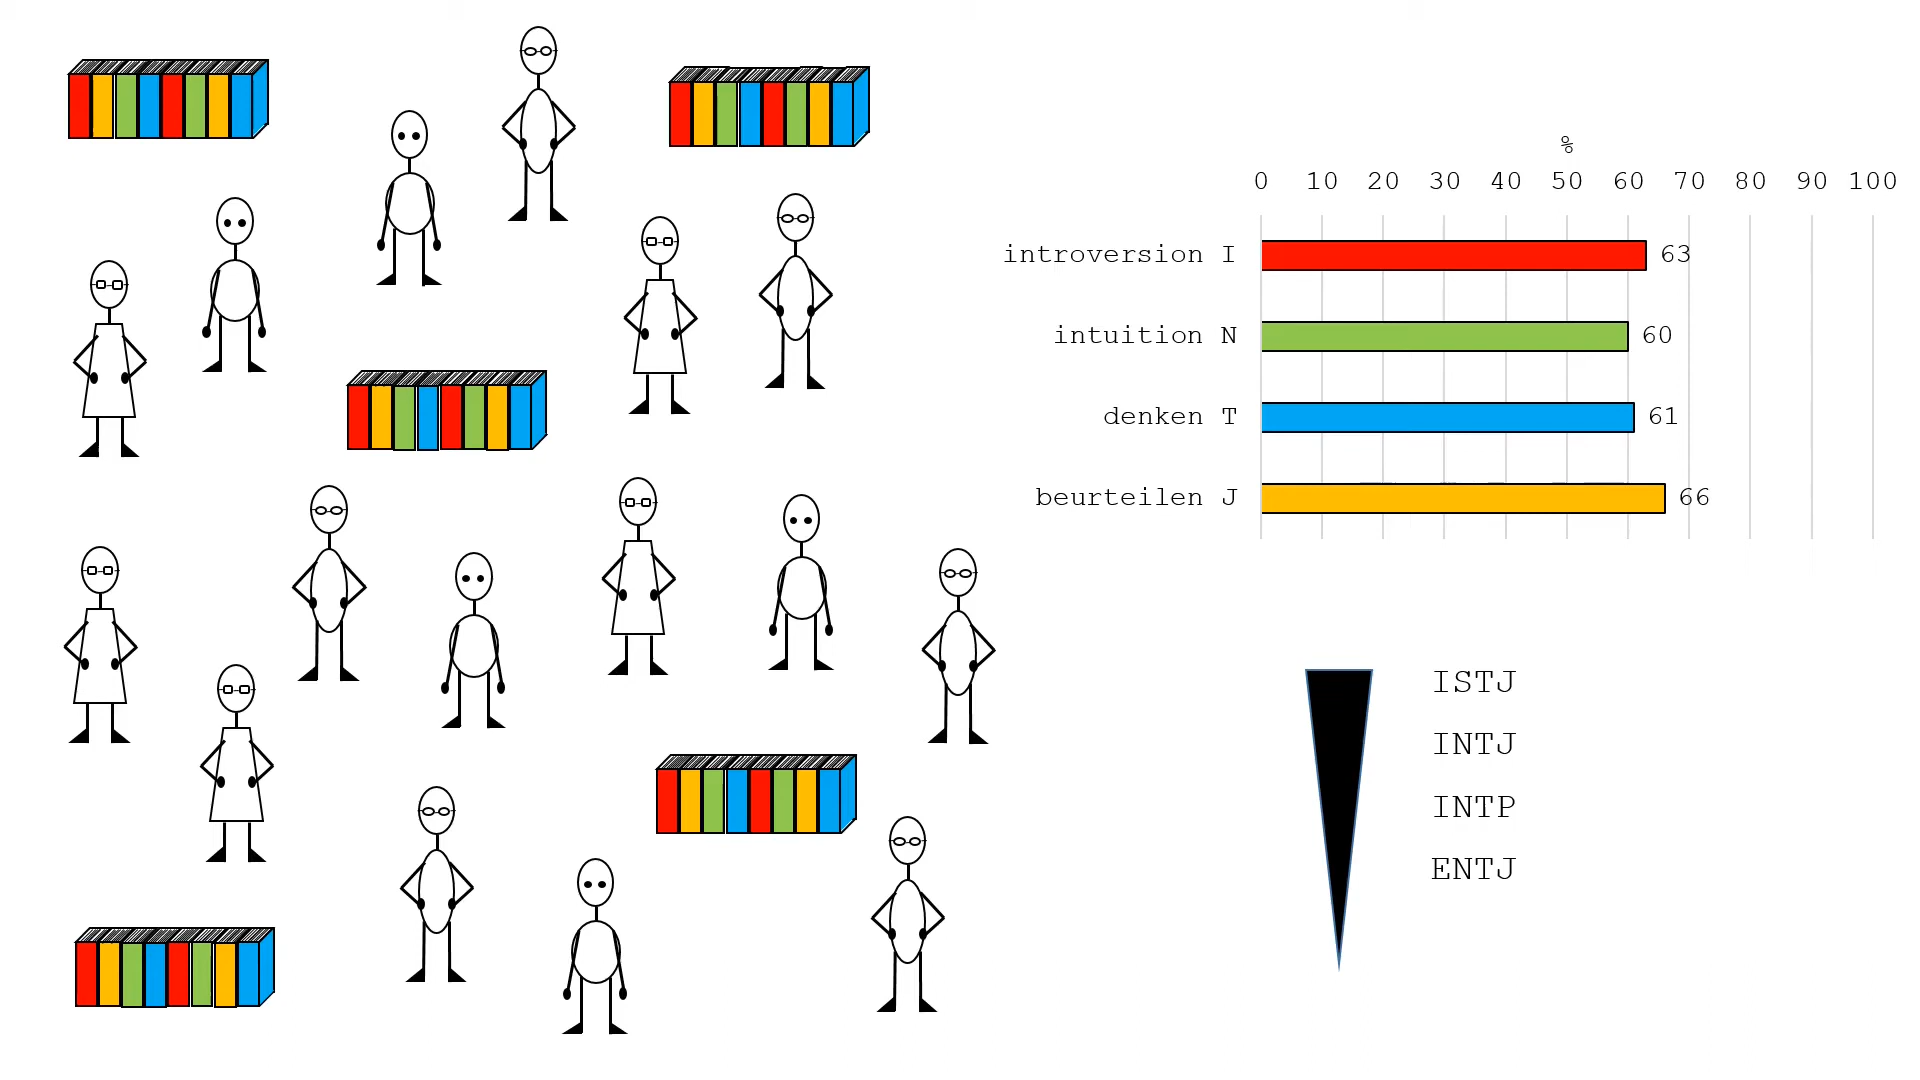 %
0 10 20 30 40 50 60 70 80 90 100
introversion I 63
intuition N 60
denken T 61
beurteilen J 66
ISTJ
INTJ
INTP
ENTJ